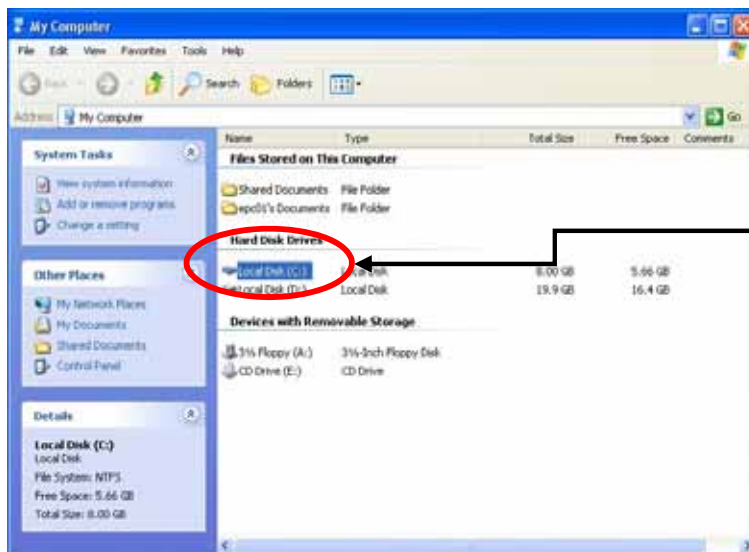 My Computer
File Edit View Favorites Tools Help
Back Search Folders
Address My Computer Go
System Tasks
View system information
Add or remove programs
Change a setting
Other Places
My Network Places
My Documents
Shared Documents
Control Panel
Details
Local Disk (C:)
Local Disk
File System: NTFS
Free Space: 5.66 GB
Total Size: 8.00 GB
Name Type Total Size Free Space Comments
Files Stored on This Computer
Shared Documents File Folder
epc01's Documents File Folder
Hard Disk Drives
Local Disk (C:) Local Disk 8.00 GB 5.66 GB
Local Disk (D:) Local Disk 19.9 GB 16.4 GB
Devices with Removable Storage
3½ Floppy (A:) 3½-Inch Floppy Disk
CD Drive (E:) CD Drive